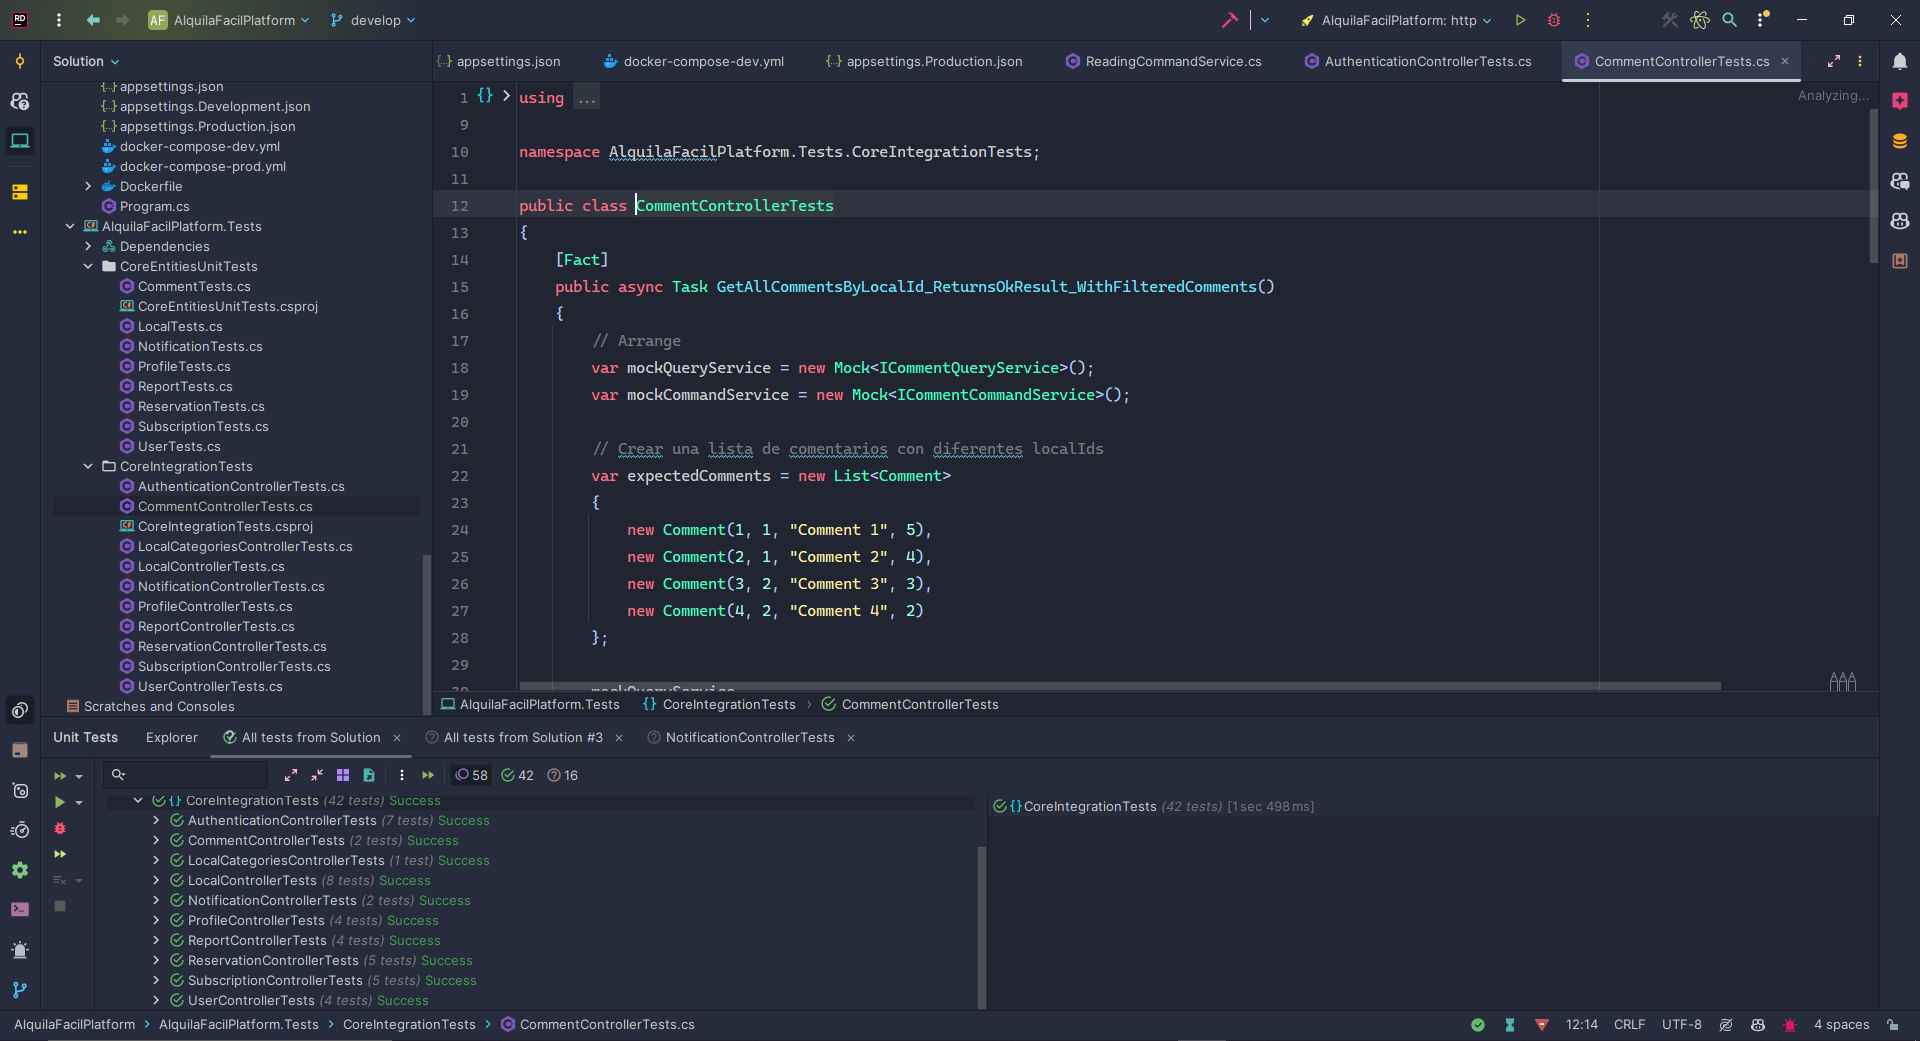 AF AlquilaFacilPlatform develop AlquilaFacilPlatform: http
Solution
appsettings.json docker-compose-dev.yml appsettings.Production.json ReadingCommandService.cs AuthenticationControllerTests.cs CommentControllerTests.cs
appsettings.json
appsettings.Development.json
appsettings.Production.json
docker-compose-dev.yml
docker-compose-prod.yml
Dockerfile
Program.cs
AlquilaFacilPlatform.Tests
Dependencies
CoreEntitiesUnitTests
CommentTests.cs
CoreEntitiesUnitTests.csproj
LocalTests.cs
NotificationTests.cs
ProfileTests.cs
ReportTests.cs
ReservationTests.cs
SubscriptionTests.cs
UserTests.cs
CoreIntegrationTests
AuthenticationControllerTests.cs
CommentControllerTests.cs
CoreIntegrationTests.csproj
LocalCategoriesControllerTests.cs
LocalControllerTests.cs
NotificationControllerTests.cs
ProfileControllerTests.cs
ReportControllerTests.cs
ReservationControllerTests.cs
SubscriptionControllerTests.cs
UserControllerTests.cs
Scratches and Consoles
Analyzing...
1 {} using ...
9
10 namespace AlquilaFacilPlatform.Tests.CoreIntegrationTests;
11
12 public class CommentControllerTests
13 {
14 [Fact]
15 public async Task GetAllCommentsByLocalId_ReturnsOkResult_WithFilteredComments()
16 {
17 // Arrange
18 var mockQueryService = new Mock<ICommentQueryService>();
19 var mockCommandService = new Mock<ICommentCommandService>();
20
21 // Crear una lista de comentarios con diferentes localIds
22 var expectedComments = new List<Comment>
23 {
24 new Comment(1, 1, "Comment 1", 5),
25 new Comment(2, 1, "Comment 2", 4),
26 new Comment(3, 2, "Comment 3", 3),
27 new Comment(4, 2, "Comment 4", 2)
28 };
29
30 mockQueryService
AlquilaFacilPlatform.Tests {} CoreIntegrationTests CommentControllerTests
Unit Tests Explorer All tests from Solution All tests from Solution #3 NotificationControllerTests
58 42 16
{} CoreIntegrationTests (42 tests) Success
AuthenticationControllerTests (7 tests) Success
CommentControllerTests (2 tests) Success
LocalCategoriesControllerTests (1 test) Success
LocalControllerTests (8 tests) Success
NotificationControllerTests (2 tests) Success
ProfileControllerTests (4 tests) Success
ReportControllerTests (4 tests) Success
ReservationControllerTests (5 tests) Success
SubscriptionControllerTests (5 tests) Success
UserControllerTests (4 tests) Success
{} CoreIntegrationTests (42 tests) [1 sec 498 ms]
AlquilaFacilPlatform AlquilaFacilPlatform.Tests CoreIntegrationTests CommentControllerTests.cs
12:14 CRLF UTF-8 4 spaces